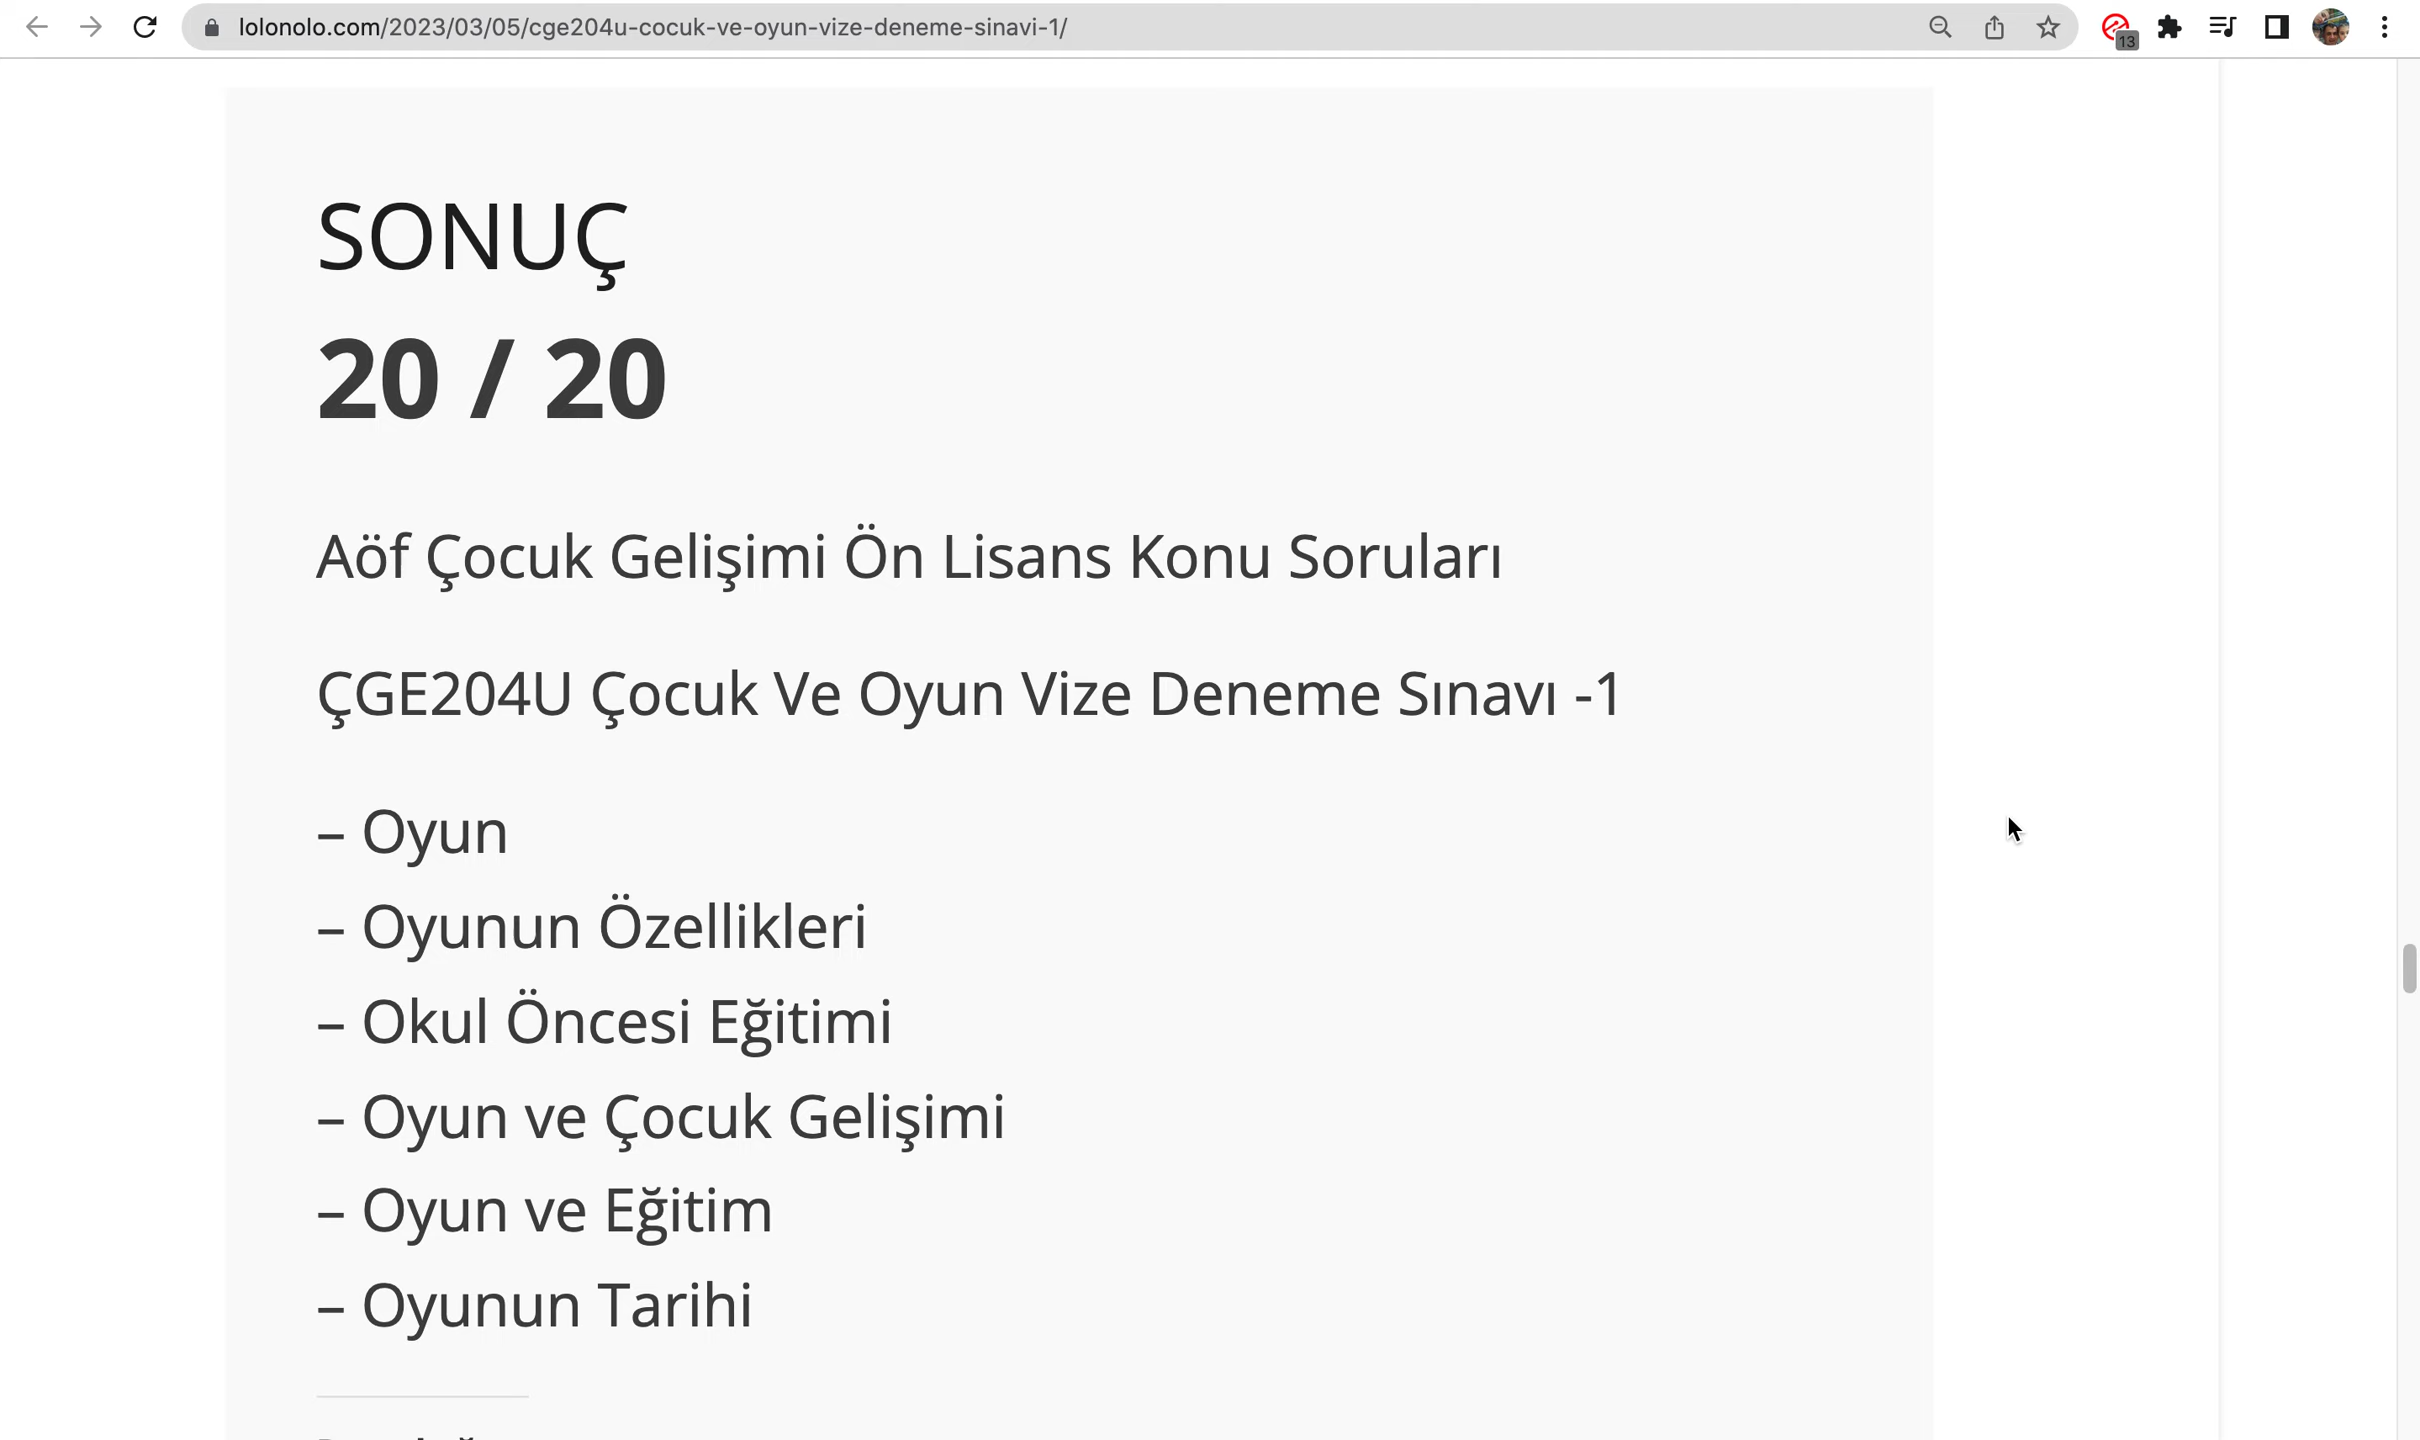 lolonolo.com/2023/03/05/cge204u-cocuk-ve-oyun-vize-deneme-sinavi-1/
13
SONUÇ
20 / 20
Aöf Çocuk Gelişimi Ön Lisans Konu Soruları
ÇGE204U Çocuk Ve Oyun Vize Deneme Sınavı -1
– Oyun
– Oyunun Özellikleri
– Okul Öncesi Eğitimi
– Oyun ve Çocuk Gelişimi
– Oyun ve Eğitim
– Oyunun Tarihi